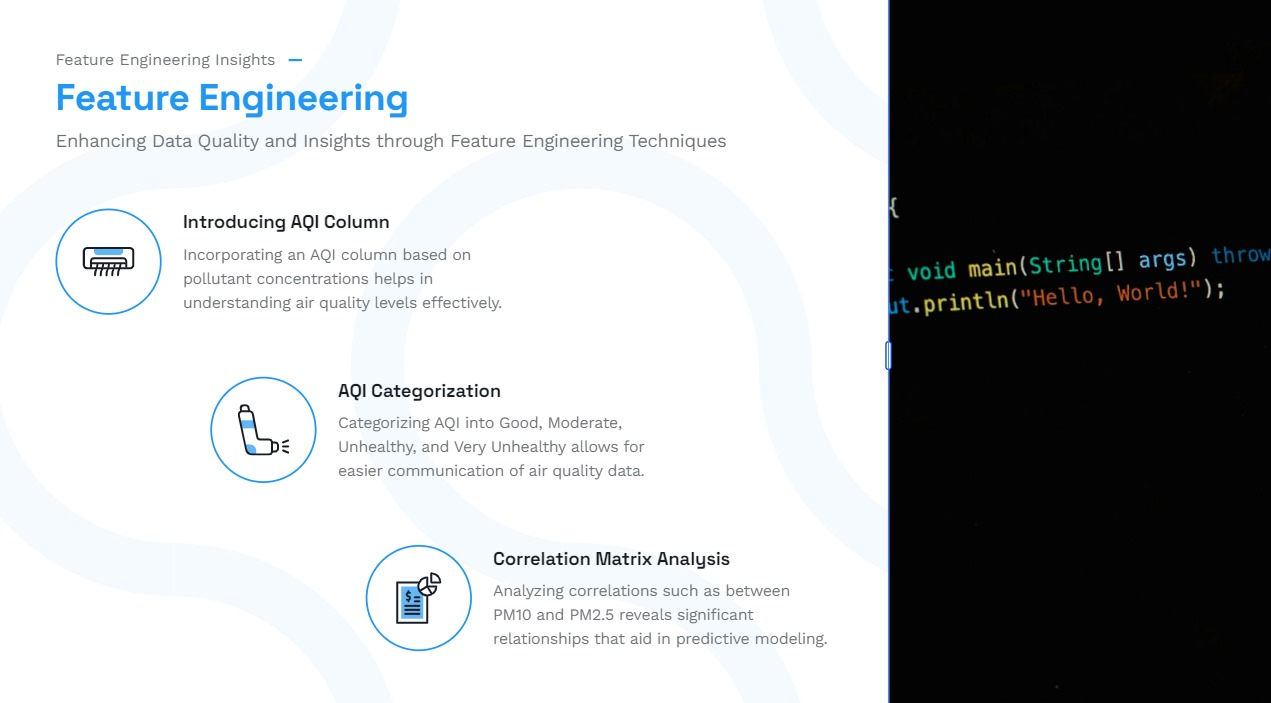 Feature Engineering Insights
Feature Engineering
Enhancing Data Quality and Insights through Feature Engineering Techniques
Introducing AQI Column
Incorporating an AQI column based on
pollutant concentrations helps in
understanding air quality levels effectively.
AQI Categorization
Categorizing AQI into Good, Moderate,
Unhealthy, and Very Unhealthy allows for
easier communication of air quality data.
Correlation Matrix Analysis
Analyzing correlations such as between
PM10 and PM2.5 reveals significant
relationships that aid in predictive modeling.
{
void main(String[] args) throw
ut.println("Hello, World!");